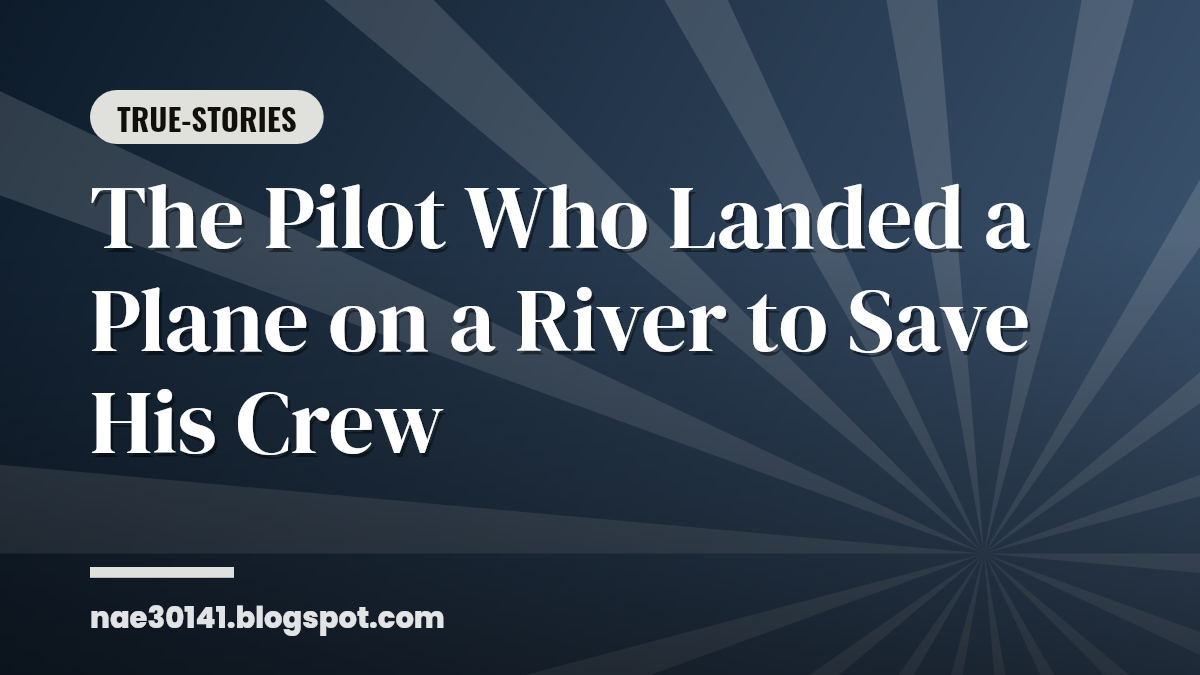 TRUE-STORIES
The Pilot Who Landed a
Plane on a River to Save
His Crew
nae30141.blogspot.com